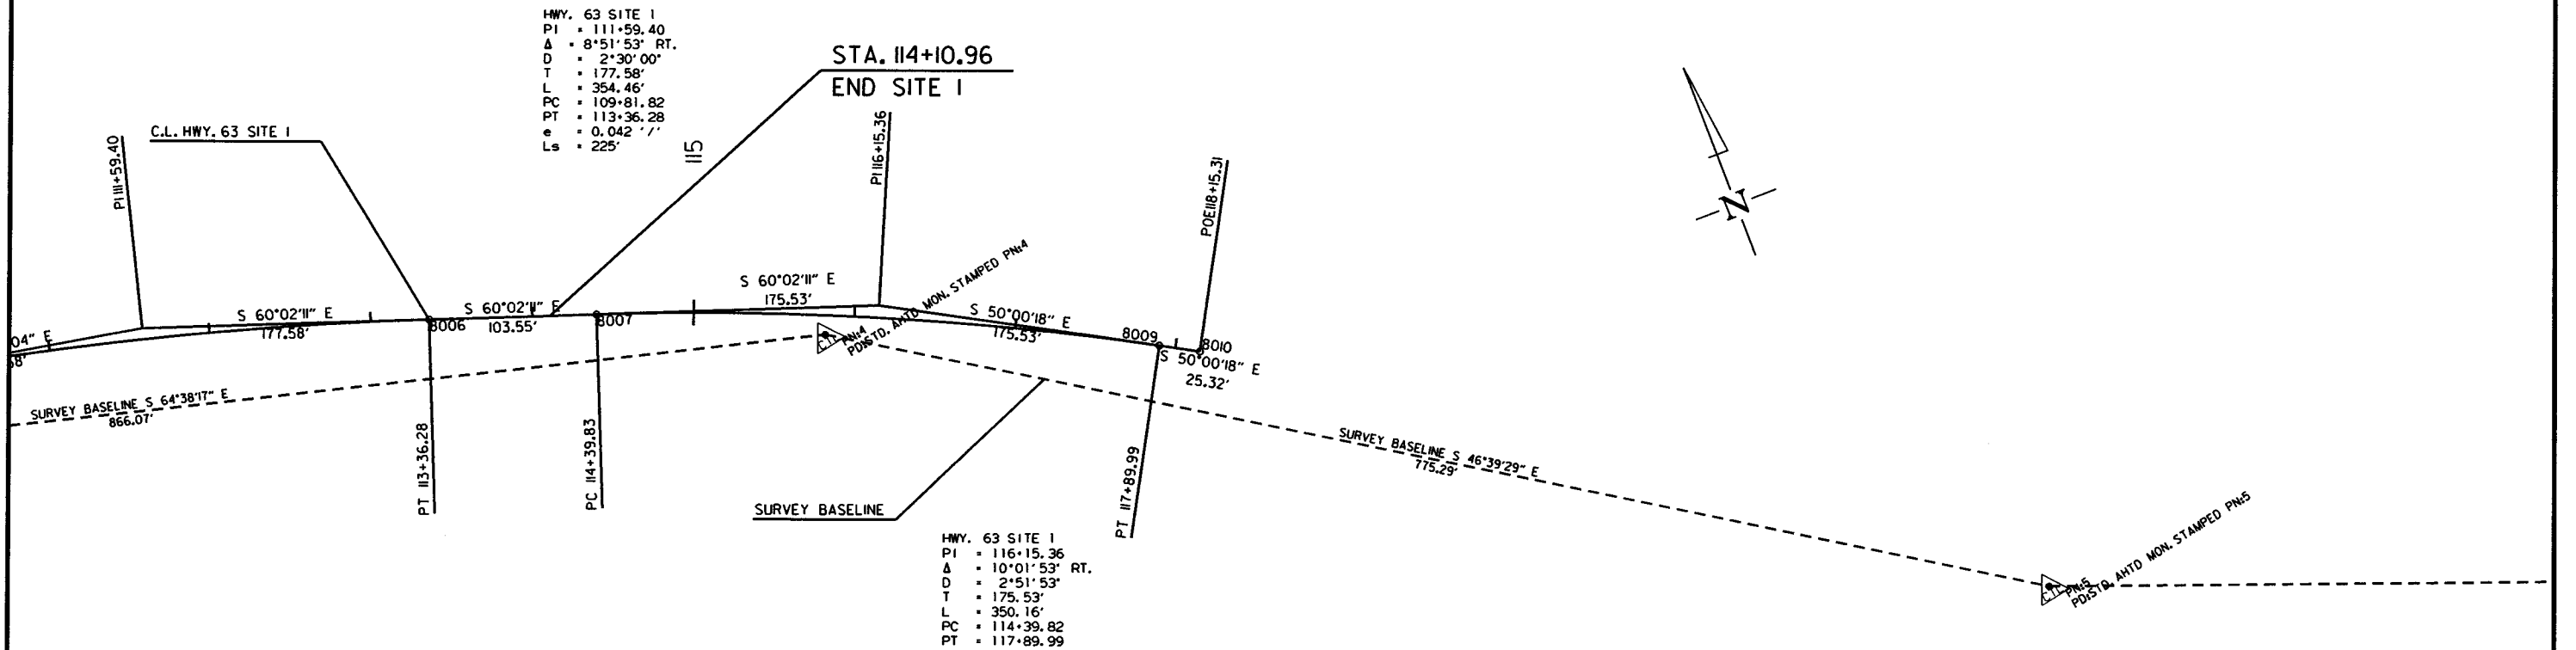 HWY. 63 SITE 1
PI = 111+59.40
Δ = 8°51'53" RT.
D = 2°30'00"
T = 177.58'
L = 354.46'
PC = 109+81.82
PT = 113+36.28
e = 0.042 '/'
Ls = 225'
STA. 114+10.96
END SITE 1
C.L. HWY. 63 SITE 1
PI 111+59.40
115
PI 116+15.36
POE 118+15.31
N
04" E
58'
S 60°02'11" E
177.58'
8006
S 60°02'11" E
103.55'
8007
S 60°02'11" E
175.53'
PN:4
PD:STD. AHTD MON. STAMPED PN:4
CTL
S 50°00'18" E
175.53'
8009
8010
S 50°00'18" E
25.32'
SURVEY BASELINE S 64°38'17" E
866.07'
PT 113+36.28
PC 114+39.83
SURVEY BASELINE
PT 117+89.99
SURVEY BASELINE S 46°39'29" E
775.29'
CTL
PN:5
PD:STD. AHTD MON. STAMPED PN:5
HWY. 63 SITE 1
PI = 116+15.36
Δ = 10°01'53" RT.
D = 2°51'53"
T = 175.53'
L = 350.16'
PC = 114+39.82
PT = 117+89.99